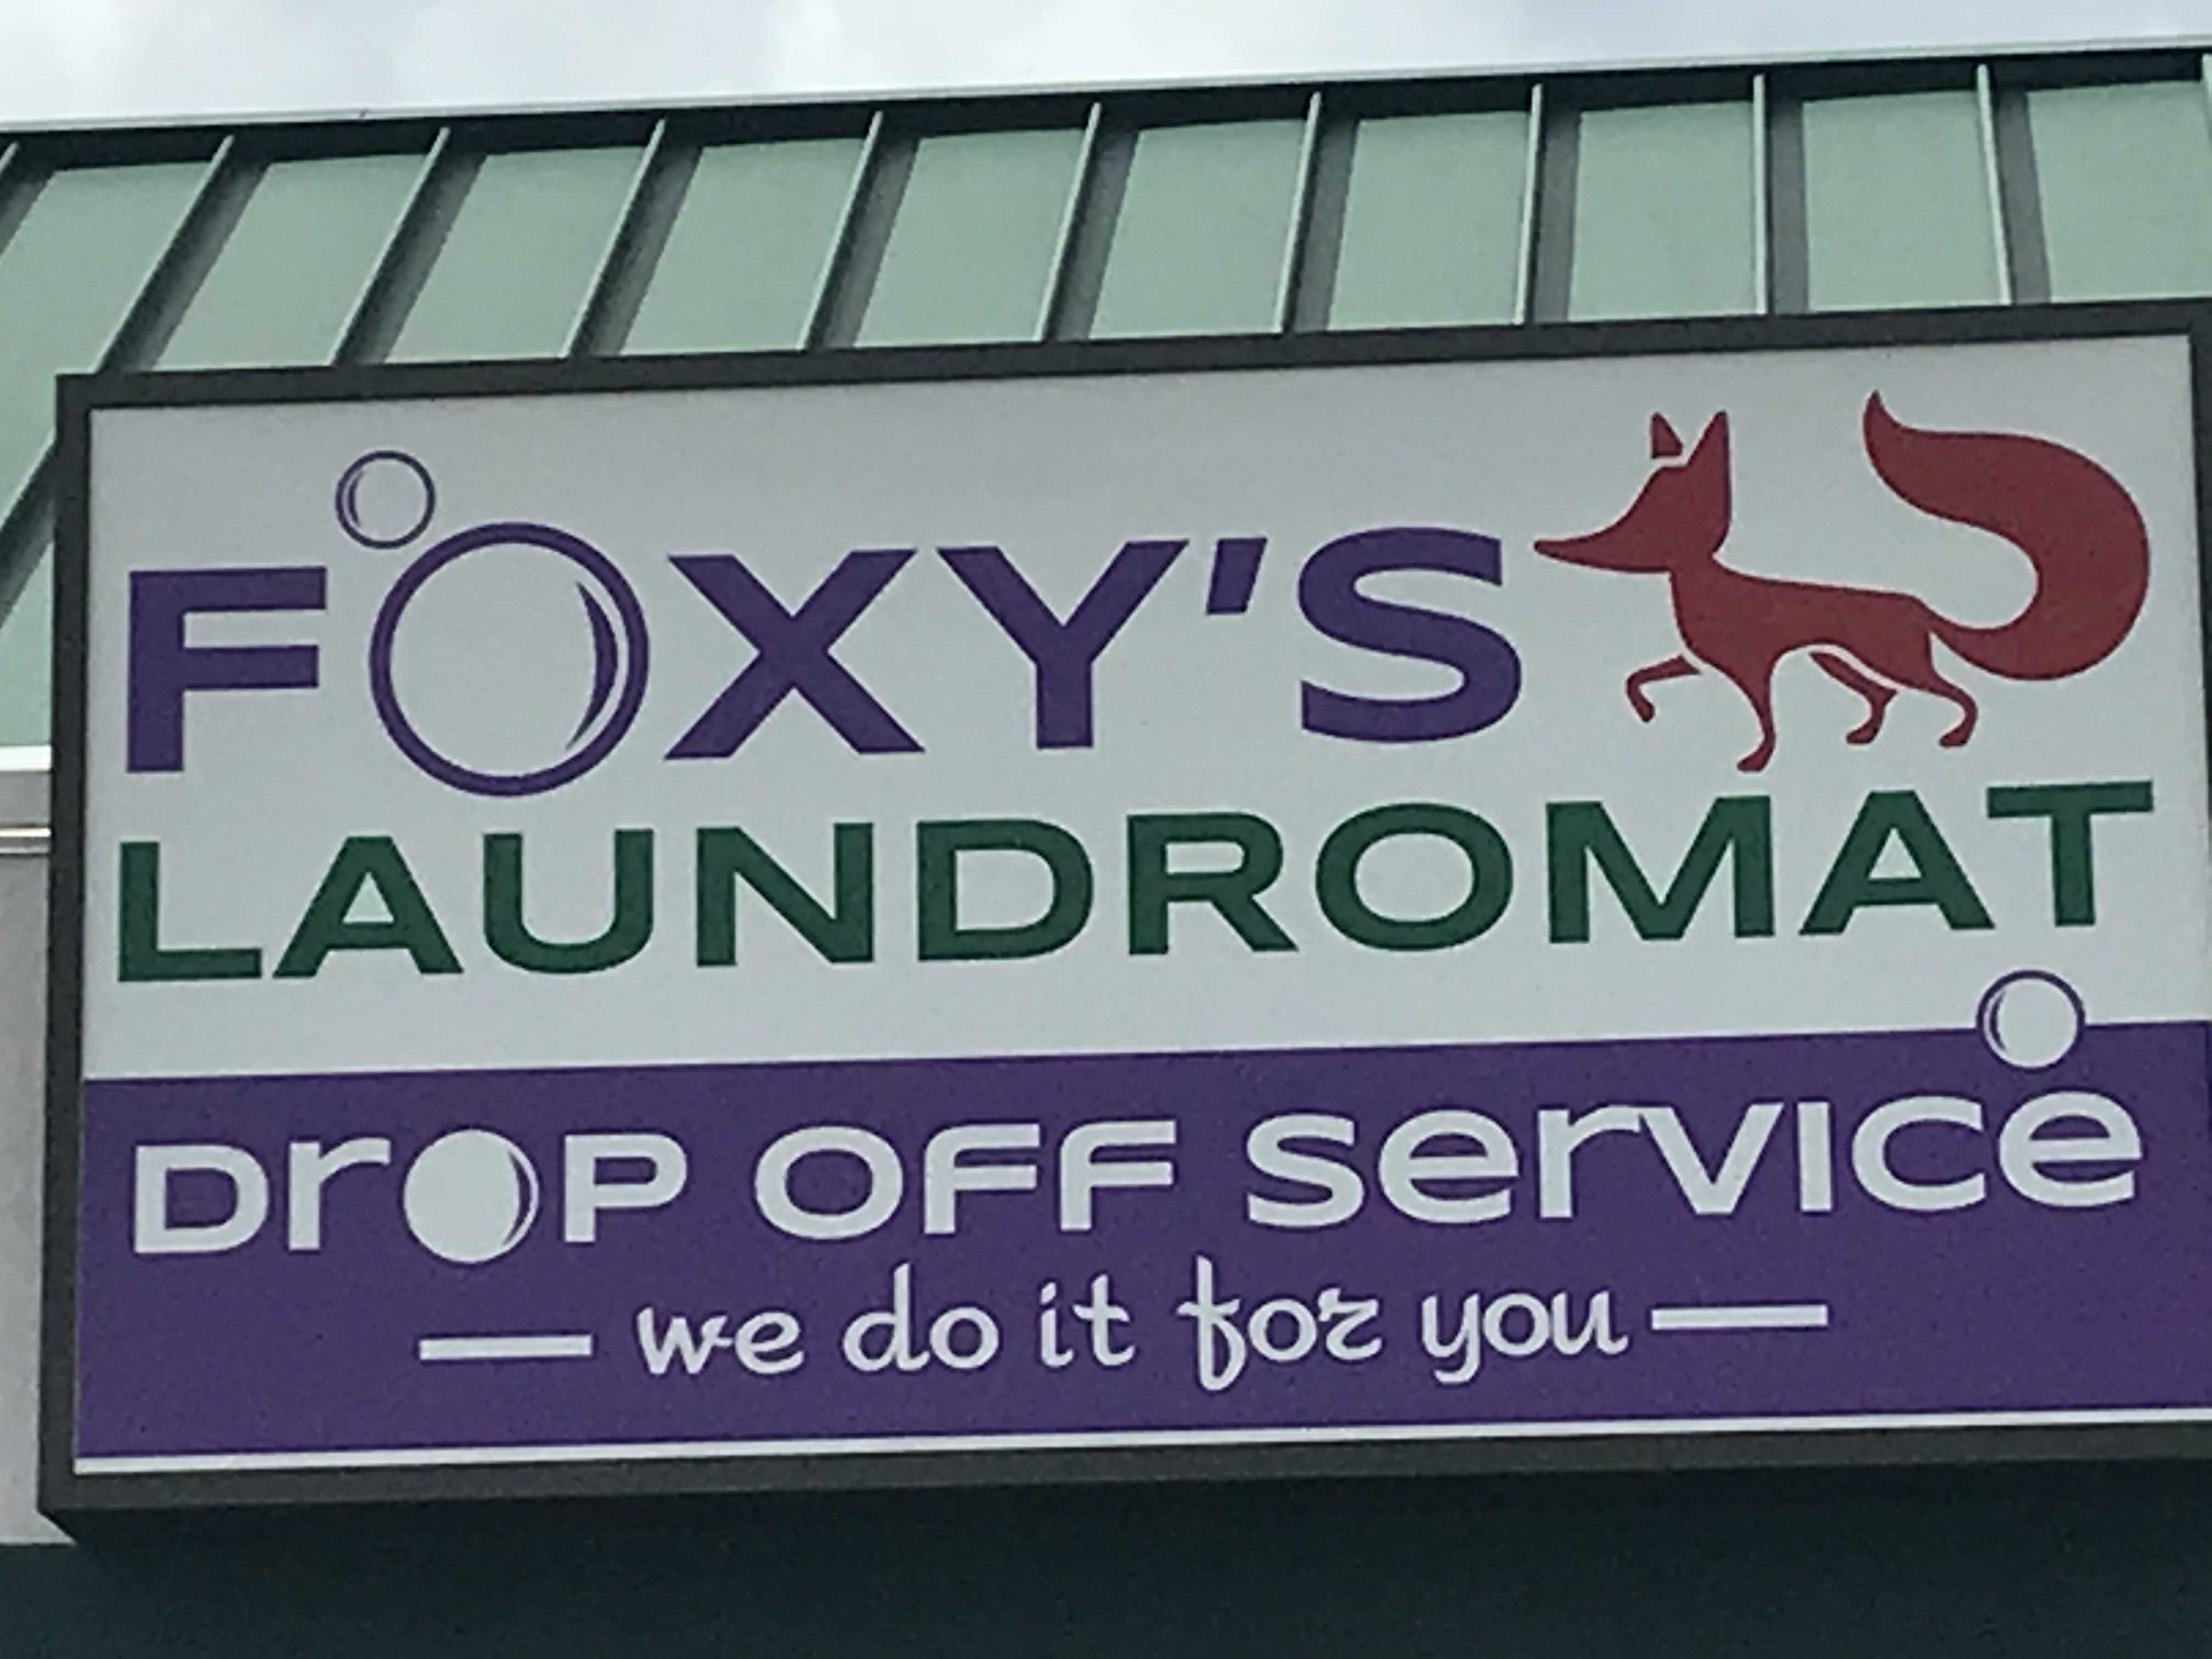 FOXY'S
LAUNDROMAT
DrOP OFF servIce
— we do it for you —